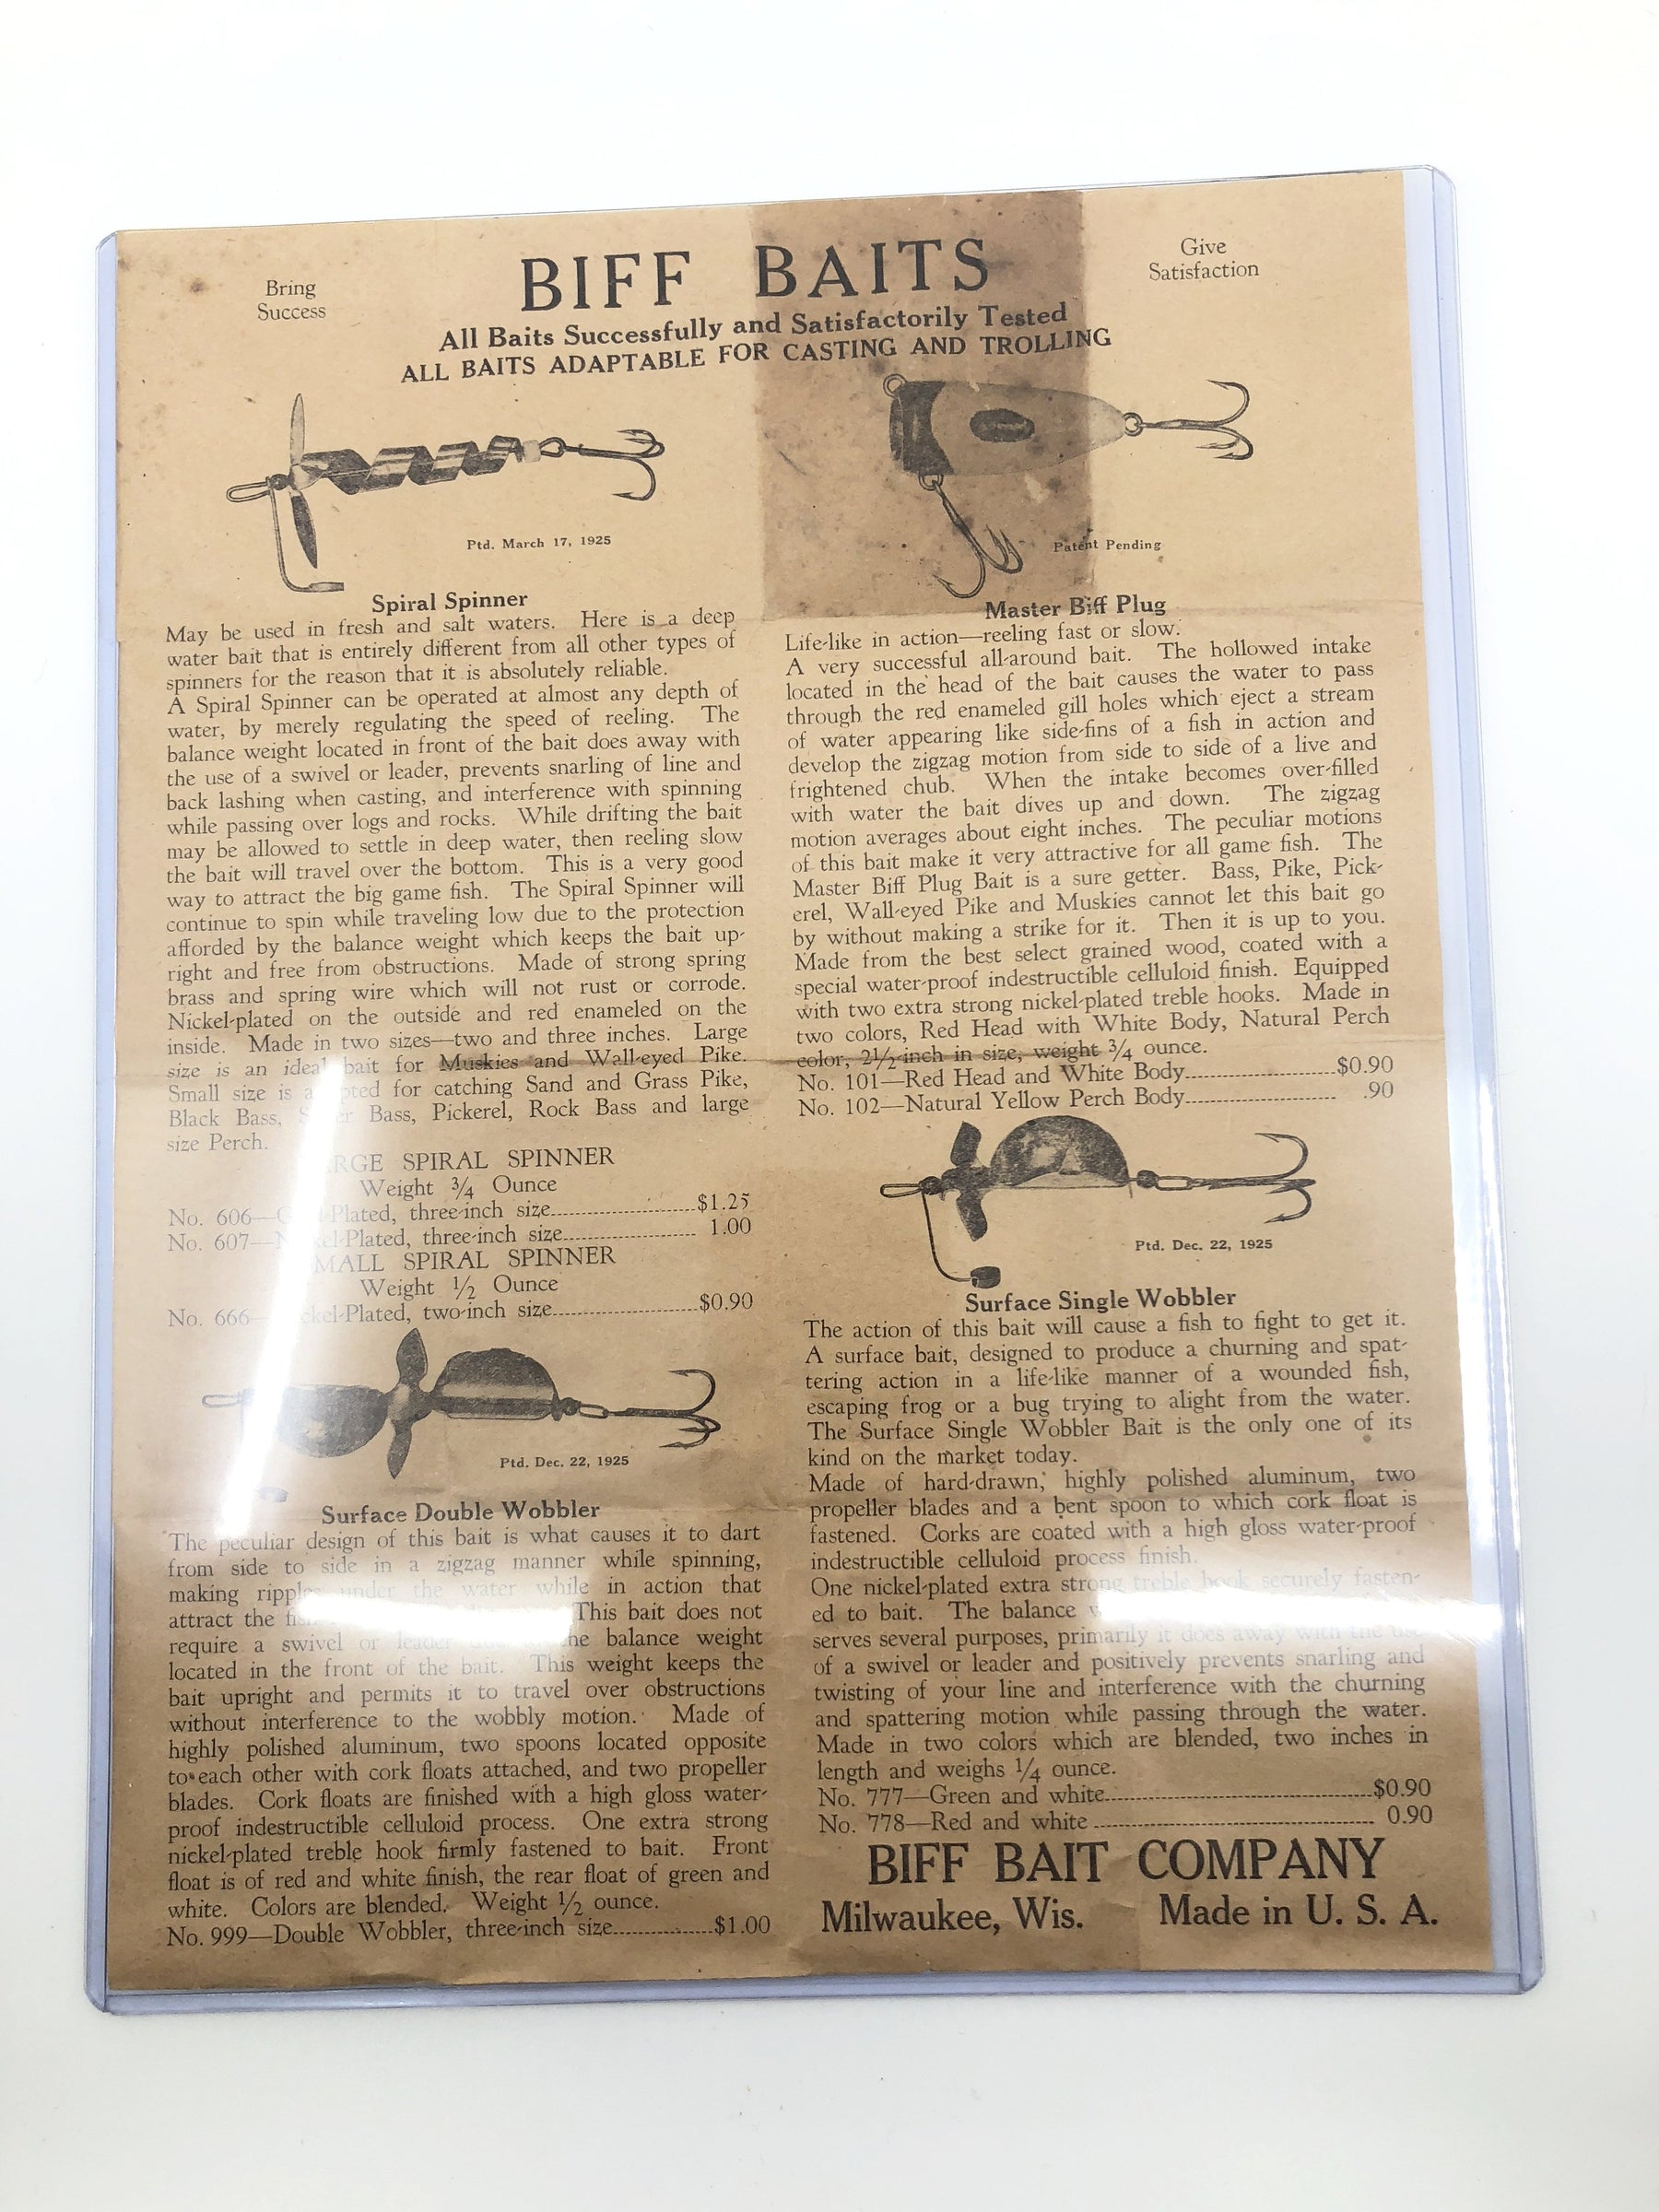 Bring
Success
BIFF BAITS
Give
Satisfaction
All Baits Successfully and Satisfactorily Tested
ALL BAITS ADAPTABLE FOR CASTING AND TROLLING
Ptd. March 17, 1925
Spiral Spinner
May be used in fresh and salt waters. Here is a deep
water bait that is entirely different from all other types of
spinners for the reason that it is absolutely reliable.
A Spiral Spinner can be operated at almost any depth of
water, by merely regulating the speed of reeling. The
balance weight located in front of the bait does away with
the use of a swivel or leader, prevents snarling of line and
back lashing when casting, and interference with spinning
while passing over logs and rocks. While drifting the bait
may be allowed to settle in deep water, then reeling slow
the bait will travel over the bottom. This is a very good
way to attract the big game fish. The Spiral Spinner will
continue to spin while traveling low due to the protection
afforded by the balance weight which keeps the bait up-
right and free from obstructions. Made of strong spring
brass and spring wire which will not rust or corrode.
Nickel-plated on the outside and red enameled on the
inside. Made in two sizes—two and three inches. Large
size is an ideal bait for Muskies and Wall-eyed Pike.
Small size is for catching Sand and Grass Pike,
Black Bass, Bass, Pickerel, Rock Bass and large
size Perch.
SPIRAL SPINNER
Weight 3/4 Ounce
No. 606— Plated, three-inch size $1.25
No. 607— Plated, three-inch size 1.00
SPIRAL SPINNER
Weight 1/2 Ounce
No. 666— Plated, two-inch size $0.90
Ptd. Dec. 22, 1925
Surface Double Wobbler
The peculiar design of this bait is what causes it to dart
from side to side in a zigzag manner while spinning,
making ripples under the water while in action that
attract the This bait does not
require a swivel or leader the balance weight
located in the front of the bait. This weight keeps the
bait upright and permits it to travel over obstructions
without interference to the wobbly motion. Made of
highly polished aluminum, two spoons located opposite
to each other with cork floats attached, and two propeller
blades. Cork floats are finished with a high gloss water-
proof indestructible celluloid process. One extra strong
nickel-plated treble hook firmly fastened to bait. Front
float is of red and white finish, the rear float of green and
white. Colors are blended. Weight 1/2 ounce.
No. 999—Double Wobbler, three-inch size $1.00
Patent Pending
Master Biff Plug
Life-like in action—reeling fast or slow.
A very successful all-around bait. The hollowed intake
located in the head of the bait causes the water to pass
through the red enameled gill holes which eject a stream
of water appearing like side-fins of a fish in action and
develop the zigzag motion from side to side of a live and
frightened chub. When the intake becomes over-filled
with water the bait dives up and down. The zigzag
motion averages about eight inches. The peculiar motions
of this bait make it very attractive for all game fish. The
Master Biff Plug Bait is a sure getter. Bass, Pike, Pick-
erel, Wall-eyed Pike and Muskies cannot let this bait go
by without making a strike for it. Then it is up to you.
Made from the best select grained wood, coated with a
special water-proof indestructible celluloid finish. Equipped
with two extra strong nickel-plated treble hooks. Made in
two colors, Red Head with White Body, Natural Perch
color, 2 1/2-inch in size, weight 3/4 ounce.
No. 101—Red Head and White Body $0.90
No. 102—Natural Yellow Perch Body .90
Ptd. Dec. 22, 1925
Surface Single Wobbler
The action of this bait will cause a fish to fight to get it.
A surface bait, designed to produce a churning and spat-
tering action in a life-like manner of a wounded fish,
escaping frog or a bug trying to alight from the water.
The Surface Single Wobbler Bait is the only one of its
kind on the market today.
Made of hard-drawn, highly polished aluminum, two
propeller blades and a bent spoon to which cork float is
fastened. Corks are coated with a high gloss water-proof
indestructible celluloid process finish.
One nickel-plated extra strong treble hook securely fasten-
ed to bait. The balance
serves several purposes, primarily it does away with the use
of a swivel or leader and positively prevents snarling and
twisting of your line and interference with the churning
and spattering motion while passing through the water.
Made in two colors which are blended, two inches in
length and weighs 1/4 ounce.
No. 777—Green and white $0.90
No. 778—Red and white 0.90
BIFF BAIT COMPANY
Milwaukee, Wis. Made in U. S. A.